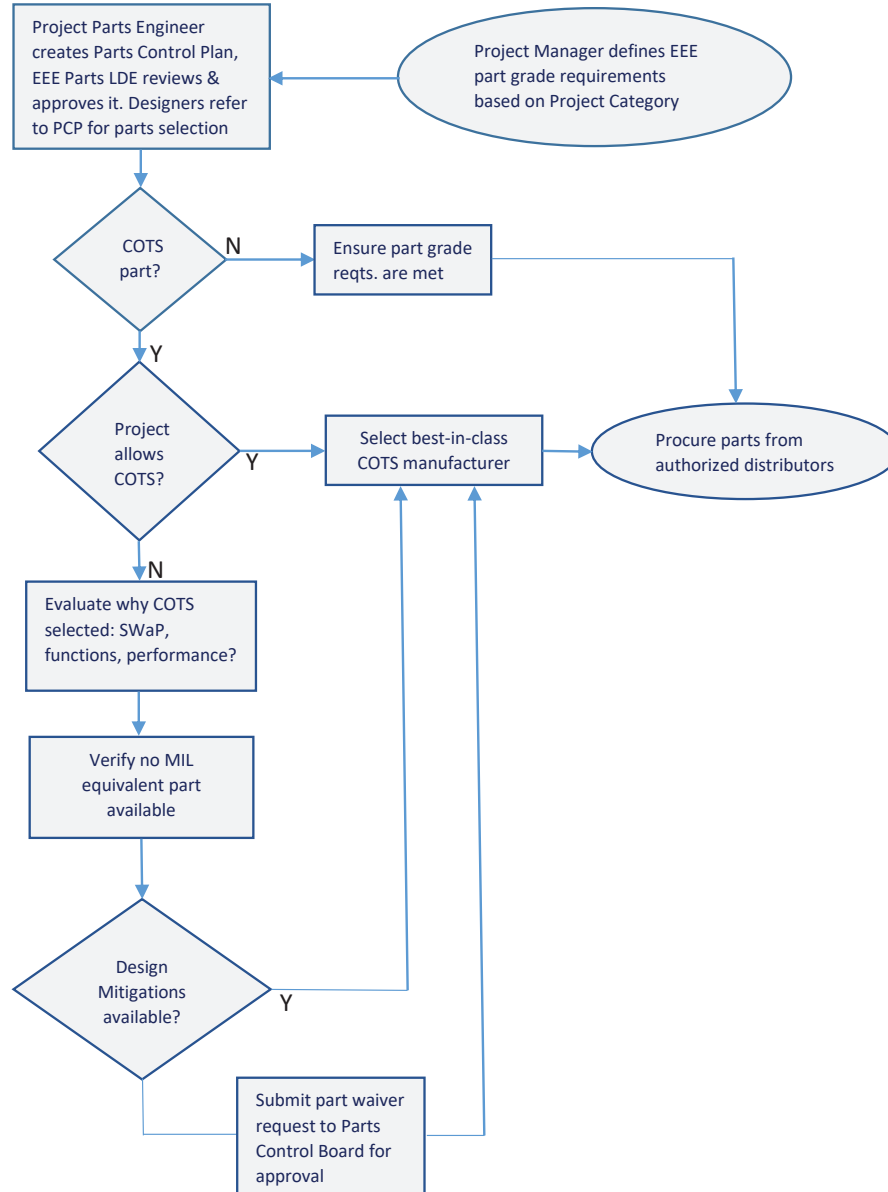 Project Parts Engineer
creates Parts Control Plan,
EEE Parts LDE reviews &
approves it. Designers refer
to PCP for parts selection
Project Manager defines EEE
part grade requirements
based on Project Category
COTS
part?
N
Ensure part grade
reqts. are met
Y
Project
allows
COTS?
Y
Select best-in-class
COTS manufacturer
Procure parts from
authorized distributors
N
Evaluate why COTS
selected: SWaP,
functions, performance?
Verify no MIL
equivalent part
available
Design
Mitigations
available?
Y
Submit part waiver
request to Parts
Control Board for
approval